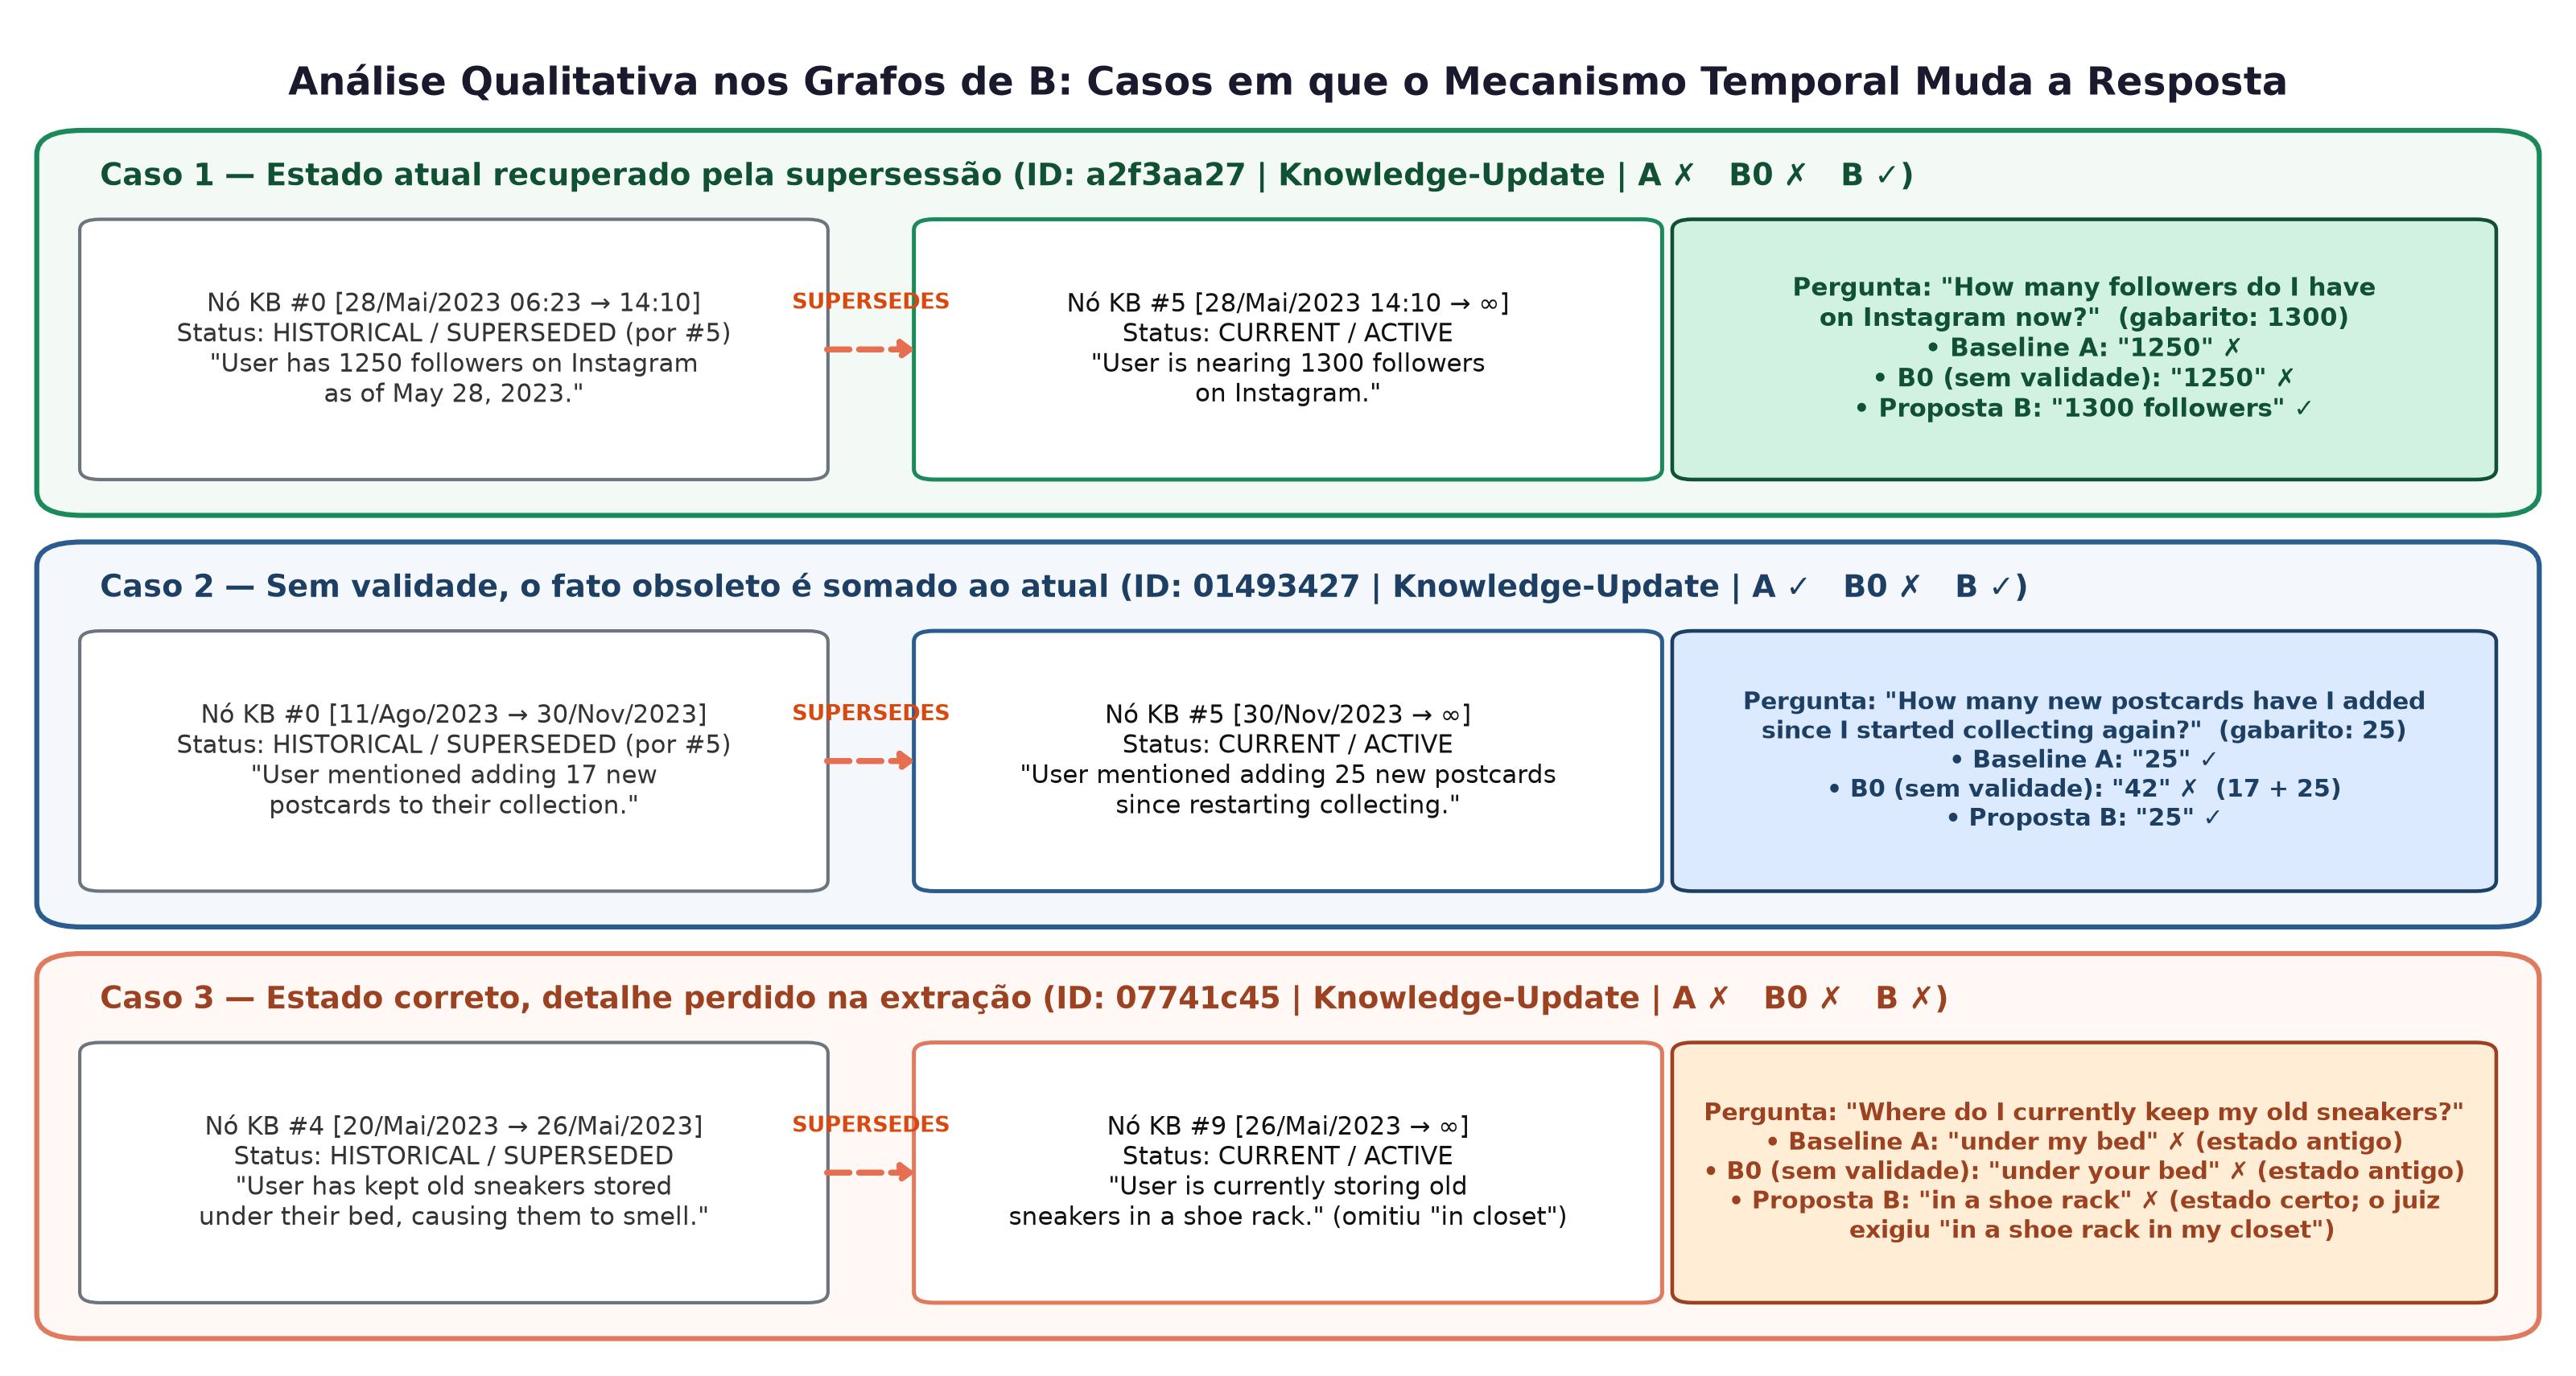 Análise Qualitativa nos Grafos de B: Casos em que o Mecanismo Temporal Muda a Resposta
Caso 1 — Estado atual recuperado pela supersessão (ID: a2f3aa27 | Knowledge-Update | A ✗   B0 ✗   B ✓)
Nó KB #0 [28/Mai/2023 06:23 → 14:10]
Status: HISTORICAL / SUPERSEDED (por #5)
"User has 1250 followers on Instagram
as of May 28, 2023."
SUPERSEDES
Nó KB #5 [28/Mai/2023 14:10 → ∞]
Status: CURRENT / ACTIVE
"User is nearing 1300 followers
on Instagram."
Pergunta: "How many followers do I have
on Instagram now?"  (gabarito: 1300)
• Baseline A: "1250" ✗
• B0 (sem validade): "1250" ✗
• Proposta B: "1300 followers" ✓
Caso 2 — Sem validade, o fato obsoleto é somado ao atual (ID: 01493427 | Knowledge-Update | A ✓   B0 ✗   B ✓)
Nó KB #0 [11/Ago/2023 → 30/Nov/2023]
Status: HISTORICAL / SUPERSEDED (por #5)
"User mentioned adding 17 new
postcards to their collection."
SUPERSEDES
Nó KB #5 [30/Nov/2023 → ∞]
Status: CURRENT / ACTIVE
"User mentioned adding 25 new postcards
since restarting collecting."
Pergunta: "How many new postcards have I added
since I started collecting again?"  (gabarito: 25)
• Baseline A: "25" ✓
• B0 (sem validade): "42" ✗  (17 + 25)
• Proposta B: "25" ✓
Caso 3 — Estado correto, detalhe perdido na extração (ID: 07741c45 | Knowledge-Update | A ✗   B0 ✗   B ✗)
Nó KB #4 [20/Mai/2023 → 26/Mai/2023]
Status: HISTORICAL / SUPERSEDED
"User has kept old sneakers stored
under their bed, causing them to smell."
SUPERSEDES
Nó KB #9 [26/Mai/2023 → ∞]
Status: CURRENT / ACTIVE
"User is currently storing old
sneakers in a shoe rack." (omitiu "in closet")
Pergunta: "Where do I currently keep my old sneakers?"
• Baseline A: "under my bed" ✗ (estado antigo)
• B0 (sem validade): "under your bed" ✗ (estado antigo)
• Proposta B: "in a shoe rack" ✗ (estado certo; o juiz
exigiu "in a shoe rack in my closet")